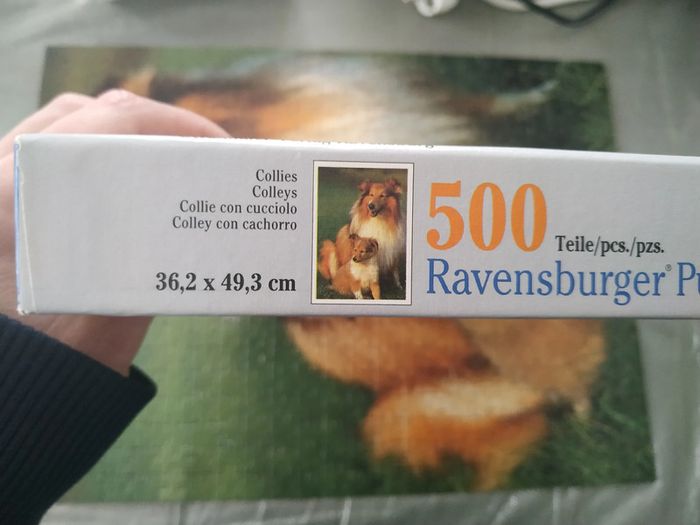 Collies
Colleys
Collie con cucciolo
Colley con cachorro
36,2 x 49,3 cm
500 Teile/pcs./pzs.
Ravensburger®